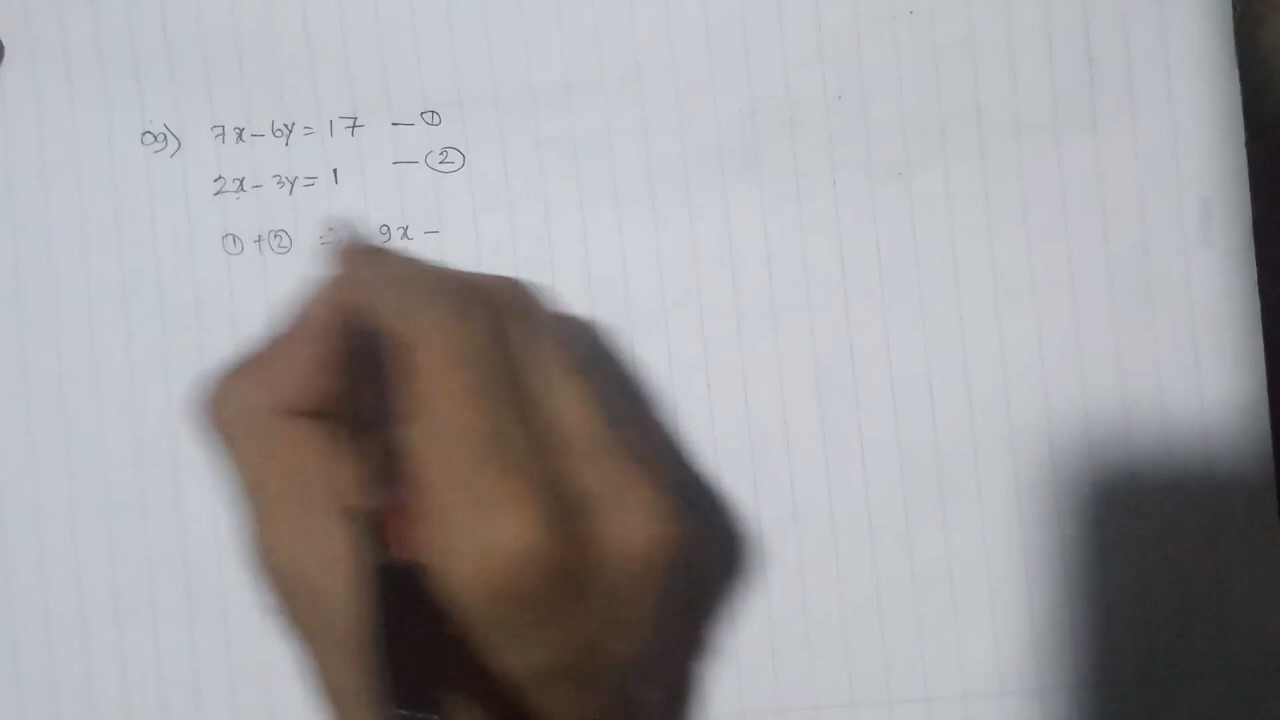 09) 7x-6y=17 —①
2x-3y=1 —②
①+② = 9x-